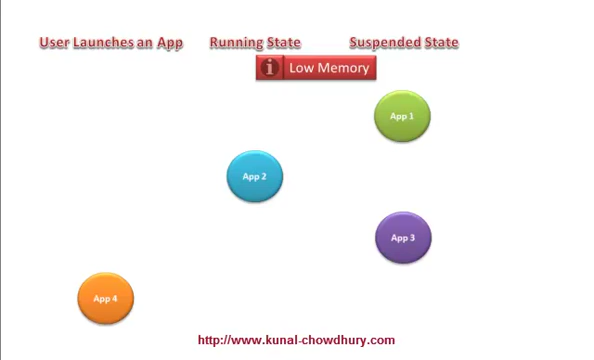 User Launches an App Running State Suspended State
i Low Memory
App 1
App 2
App 3
App 4
http://www.kunal-chowdhury.com